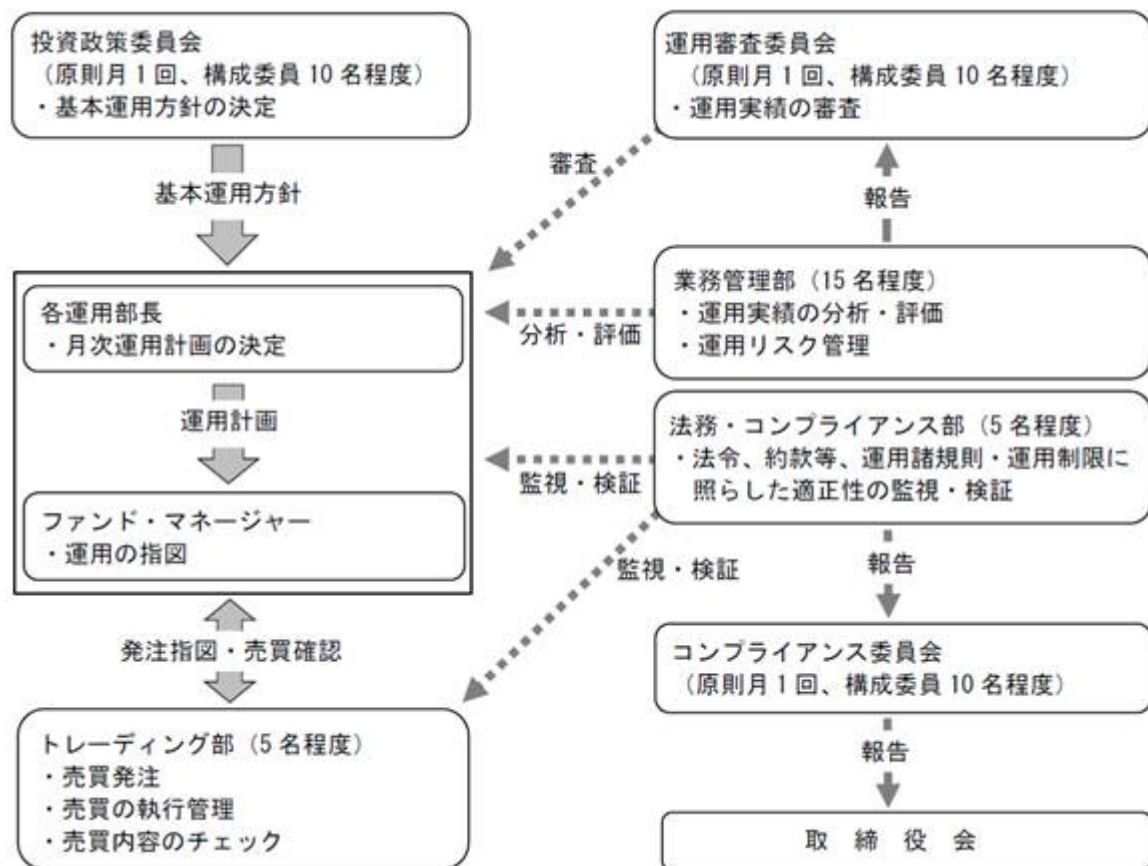 投資政策委員会
（原則月1回、構成委員10名程度）
・基本運用方針の決定
基本運用方針
各運用部長
・月次運用計画の決定
運用計画
ファンド・マネージャー
・運用の指図
発注指図・売買確認
トレーディング部（5名程度）
・売買発注
・売買の執行管理
・売買内容のチェック
運用審査委員会
（原則月1回、構成委員10名程度）
・運用実績の審査
審査
報告
業務管理部（15名程度）
・運用実績の分析・評価
・運用リスク管理
分析・評価
法務・コンプライアンス部（5名程度）
・法令、約款等、運用諸規則・運用制限に
照らした適正性の監視・検証
監視・検証
監視・検証
報告
コンプライアンス委員会
（原則月1回、構成委員10名程度）
報告
取締役会